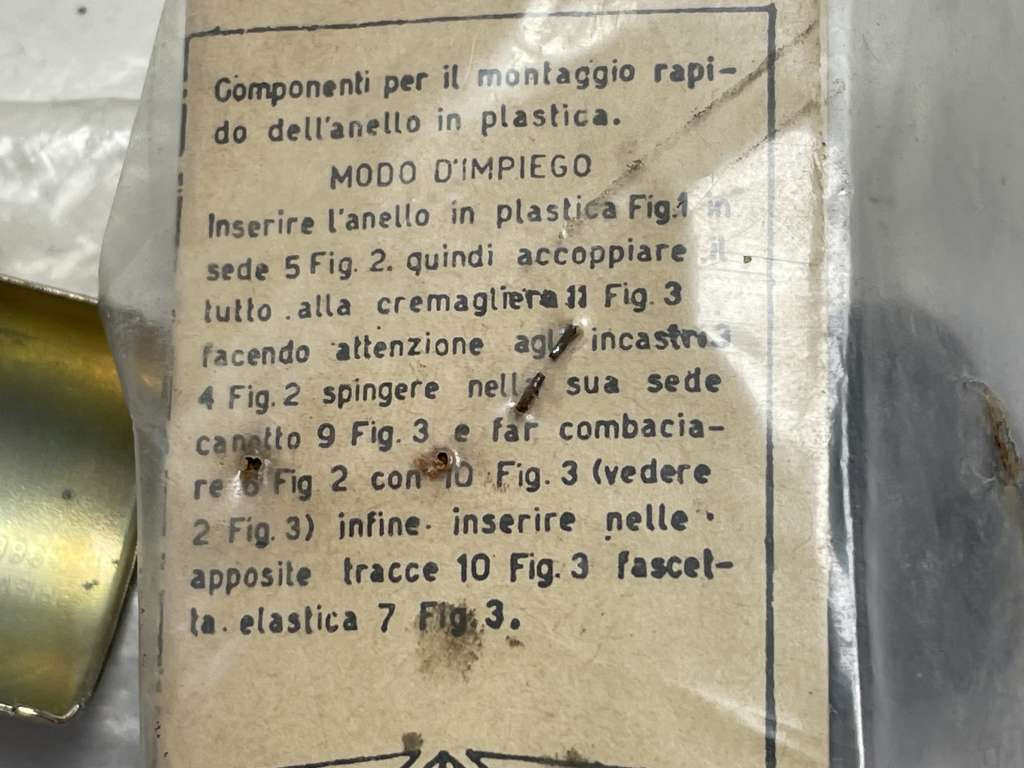 Componenti per il montaggio rapi-
do dell'anello in plastica.
MODO D'IMPIEGO
Inserire l'anello in plastica Fig.1 in
sede 5 Fig. 2. quindi accoppiare il
tutto alla cremagliera 11 Fig. 3
facendo attenzione agli incastro 3
4 Fig. 2 spingere nella sua sede
canotto 9 Fig. 3 e far combacia-
re Fig 2 con 10 Fig. 3 (vedere
2 Fig. 3) infine inserire nelle
apposite tracce 10 Fig. 3 fascet-
ta elastica 7 Fig. 3.